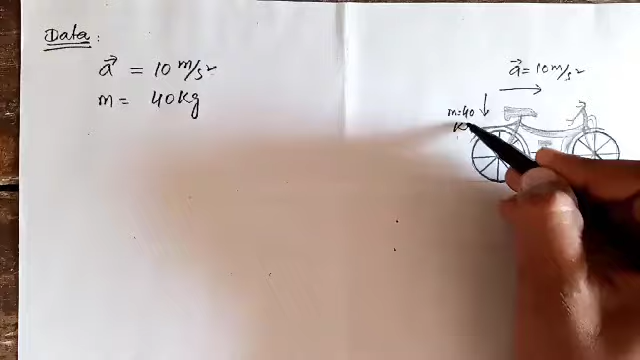 Data:
a⃗ = 10 m/s²
m = 40 kg
a⃗ = 10 m/s²
m=40
K